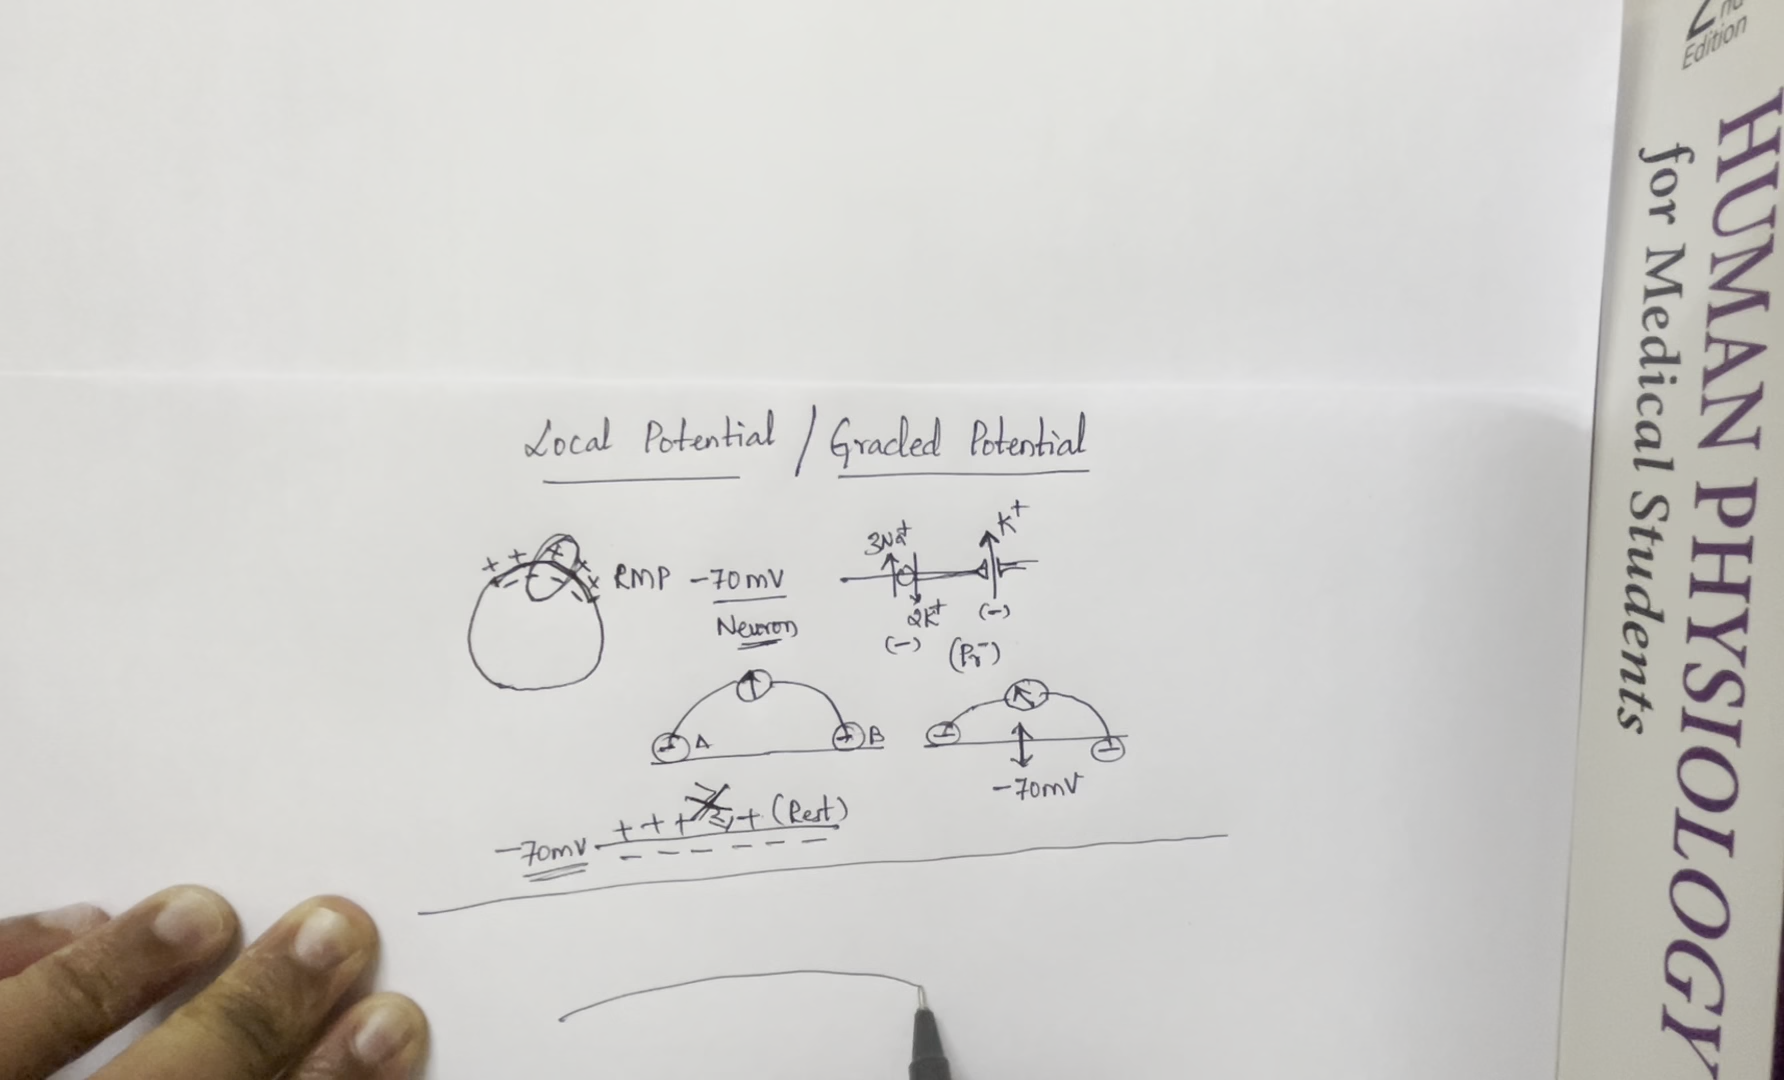 Local Potential / Graded Potential
+ + + + +
- - - -
RMP -70mV
Neuron
3Na+
2K+
(-)
K+
(-)
(Pr-)
A B
-70mV
-70mV + + + + (Rest)
- - - - - -
2nd
Edition
HUMAN PHYSIOLOGY
for Medical Students